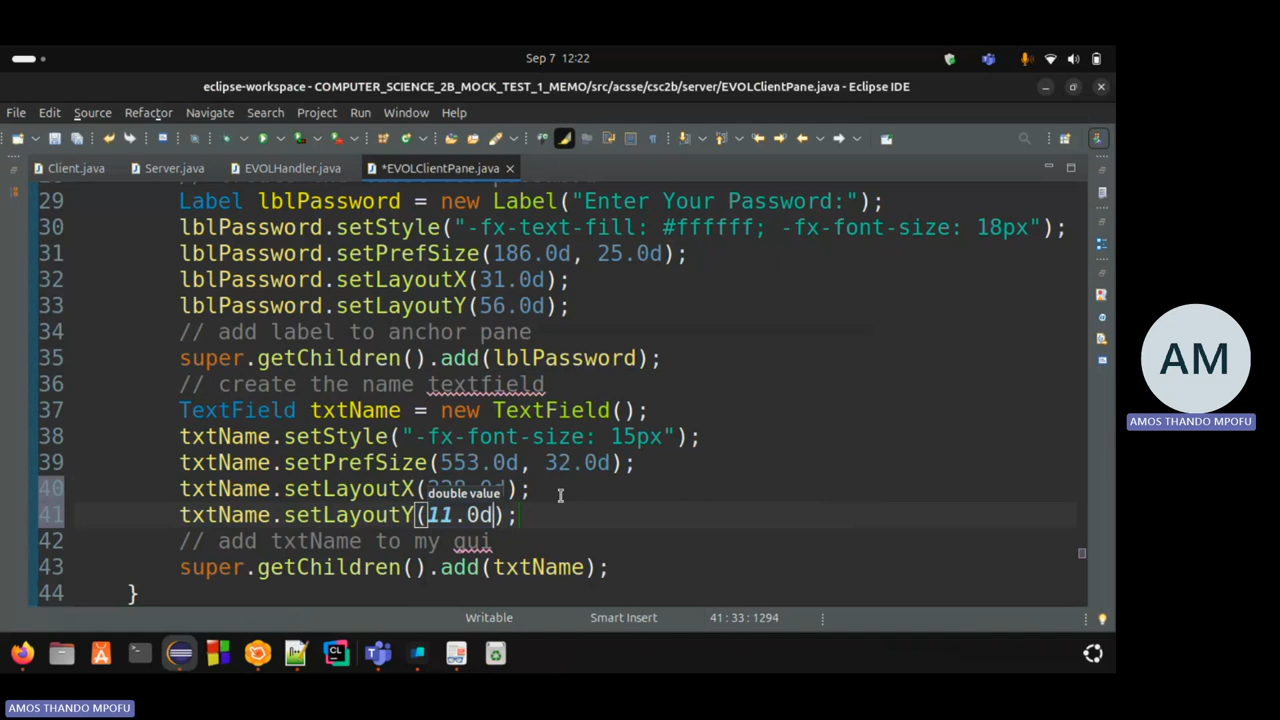 Sep 7 12:22
eclipse-workspace - COMPUTER_SCIENCE_2B_MOCK_TEST_1_MEMO/src/acsse/csc2b/server/EVOLClientPane.java - Eclipse IDE
File Edit Source Refactor Navigate Search Project Run Window Help
Client.java Server.java EVOLHandler.java *EVOLClientPane.java
29 Label lblPassword = new Label("Enter Your Password:");
30 lblPassword.setStyle("-fx-text-fill: #ffffff; -fx-font-size: 18px");
31 lblPassword.setPrefSize(186.0d, 25.0d);
32 lblPassword.setLayoutX(31.0d);
33 lblPassword.setLayoutY(56.0d);
34 // add label to anchor pane
35 super.getChildren().add(lblPassword);
36 // create the name textfield
37 TextField txtName = new TextField();
38 txtName.setStyle("-fx-font-size: 15px");
39 txtName.setPrefSize(553.0d, 32.0d);
40 txtName.setLayoutX( );
double value
41 txtName.setLayoutY(11.0d);
42 // add txtName to my gui
43 super.getChildren().add(txtName);
44 }
Writable Smart Insert 41 : 33 : 1294
CL
AM
AMOS THANDO MPOFU
AMOS THANDO MPOFU